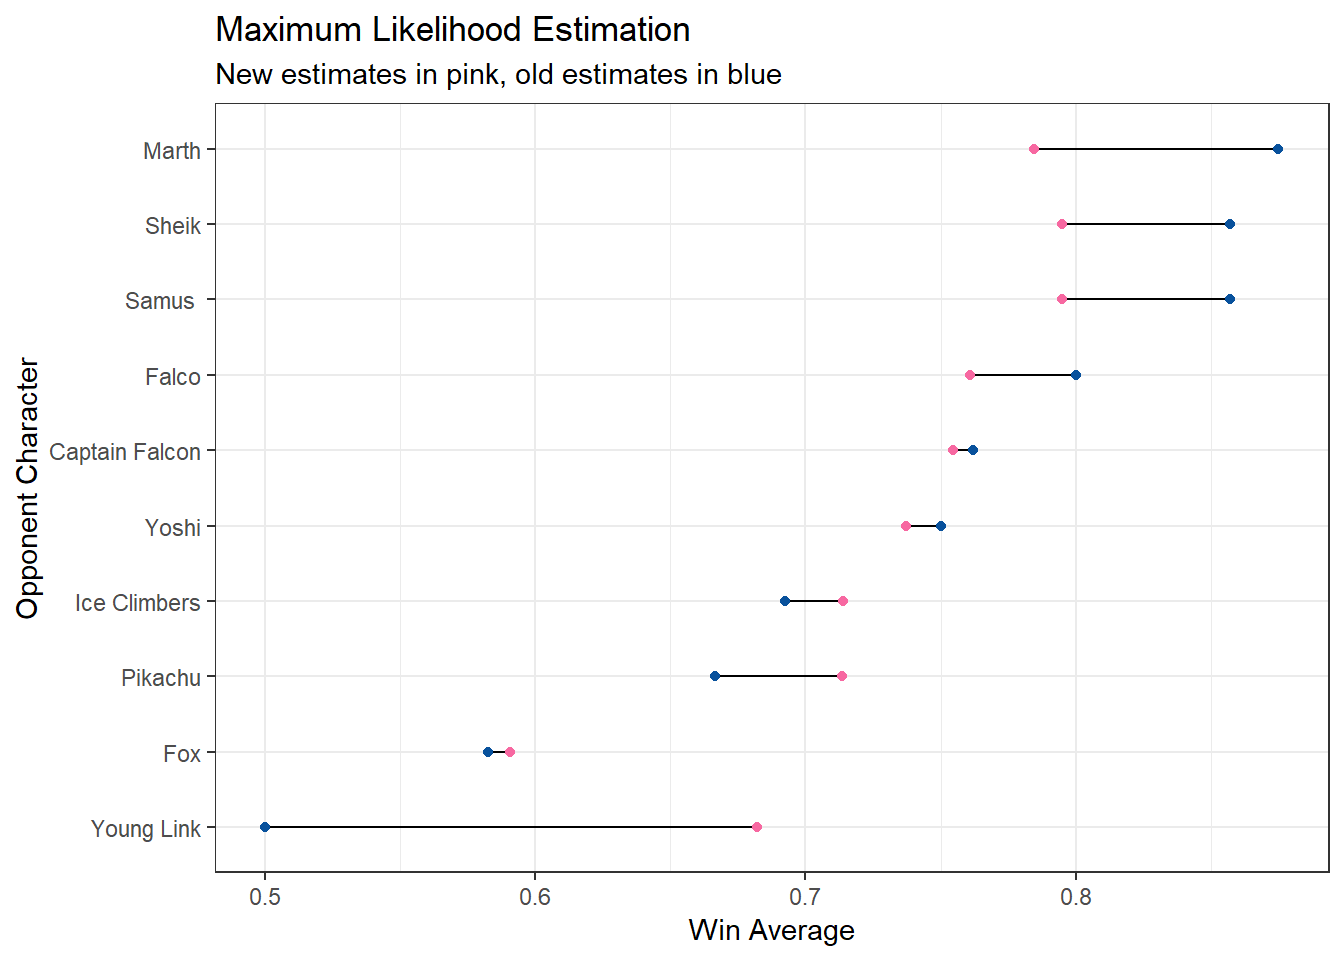 Maximum Likelihood Estimation
New estimates in pink, old estimates in blue
Opponent Character
Marth
Sheik
Samus
Falco
Captain Falcon
Yoshi
Ice Climbers
Pikachu
Fox
Young Link
0.5 0.6 0.7 0.8
Win Average